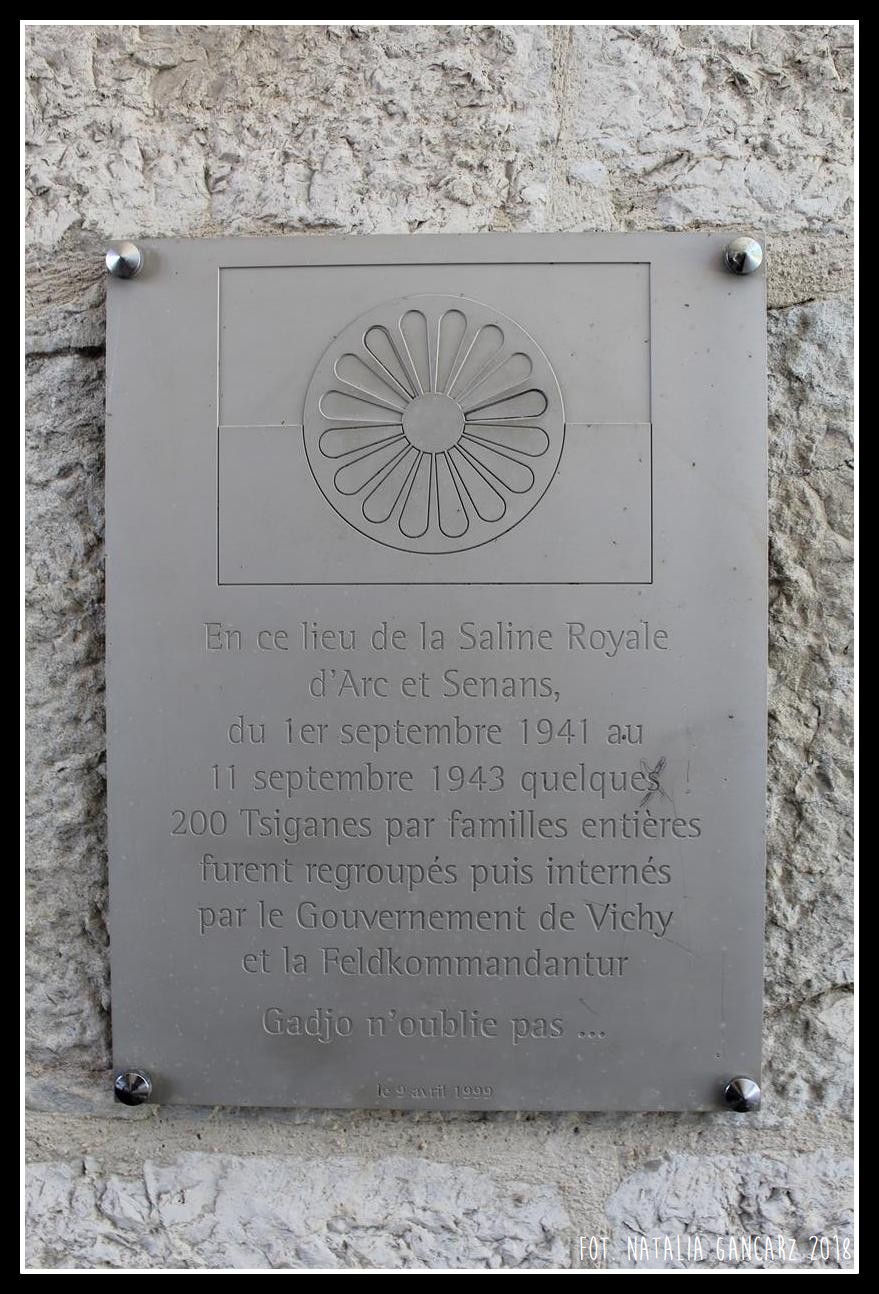 En ce lieu de la Saline Royale
d'Arc et Senans,
du 1er septembre 1941 au
11 septembre 1943 quelques
200 Tsiganes par familles entières
furent regroupés puis internés
par le Gouvernement de Vichy
et la Feldkommandantur
Gadjo n'oublie pas ...
le 9 avril 1999
FOT. NATALIA GANCARZ 2018